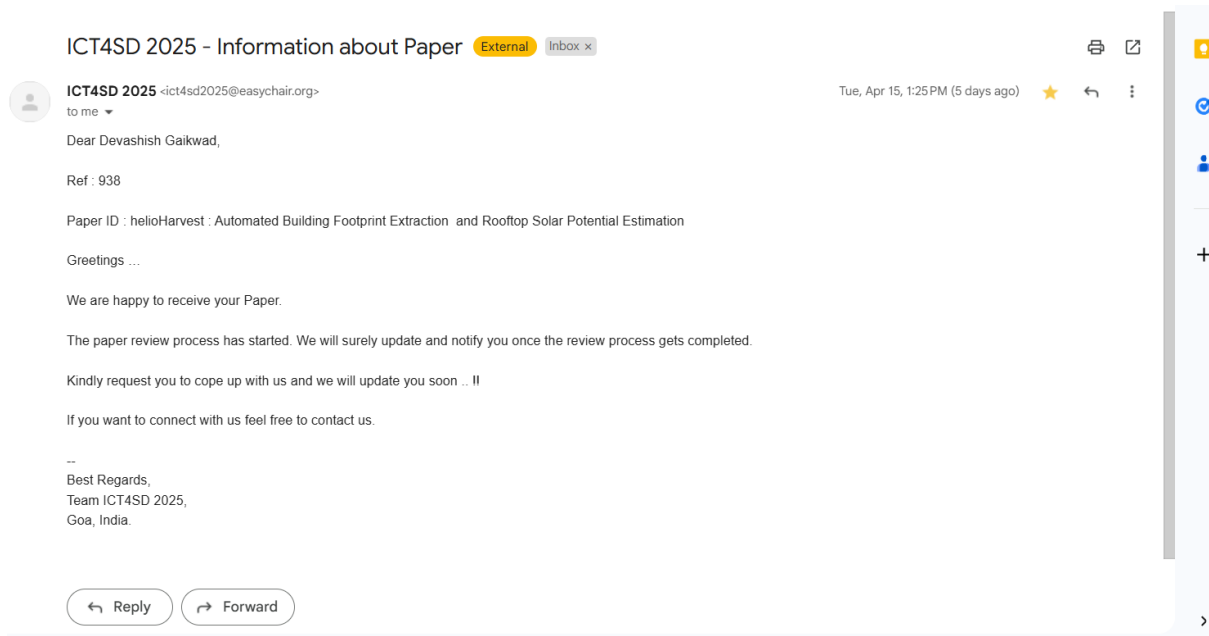 ICT4SD 2025 - Information about Paper External Inbox ×
ICT4SD 2025 <ict4sd2025@easychair.org> Tue, Apr 15, 1:25 PM (5 days ago)
to me
Dear Devashish Gaikwad,
Ref : 938
Paper ID : helioHarvest : Automated Building Footprint Extraction  and Rooftop Solar Potential Estimation
Greetings ...
We are happy to receive your Paper.
The paper review process has started. We will surely update and notify you once the review process gets completed.
Kindly request you to cope up with us and we will update you soon .. !!
If you want to connect with us feel free to contact us.
--
Best Regards,
Team ICT4SD 2025,
Goa, India.
Reply Forward